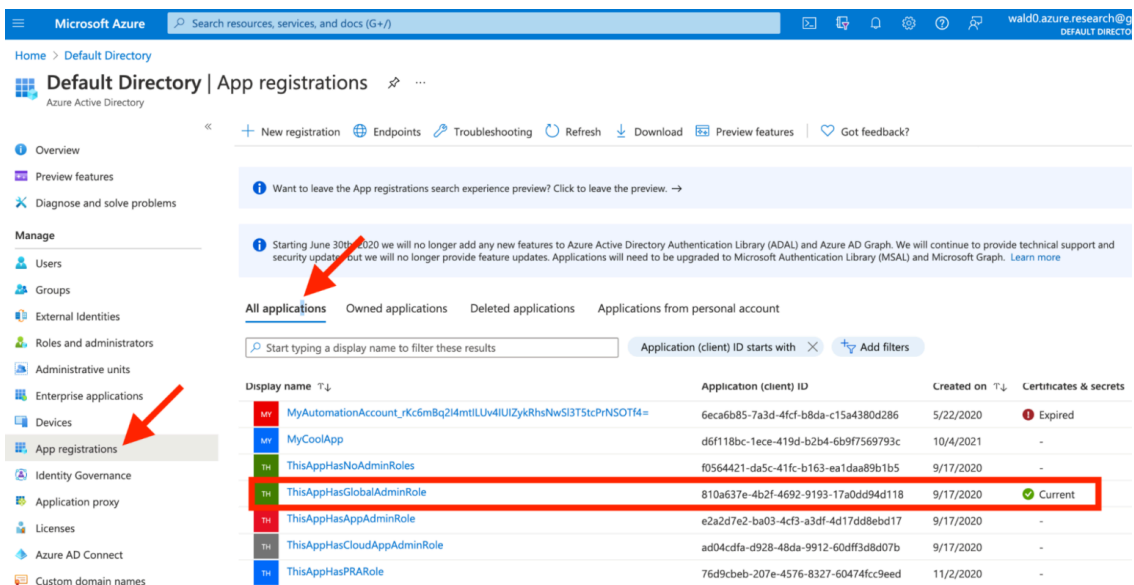 Microsoft Azure
Search resources, services, and docs (G+/)
wald0.azure.research@g
DEFAULT DIRECTO
Home > Default Directory
Default Directory | App registrations
Azure Active Directory
«
New registration
Endpoints
Troubleshooting
Refresh
Download
Preview features
Got feedback?
Overview
Preview features
Diagnose and solve problems
Manage
Users
Groups
External Identities
Roles and administrators
Administrative units
Enterprise applications
Devices
App registrations
Identity Governance
Application proxy
Licenses
Azure AD Connect
Custom domain names
Want to leave the App registrations search experience preview? Click to leave the preview. →
Starting June 30th, 2020 we will no longer add any new features to Azure Active Directory Authentication Library (ADAL) and Azure AD Graph. We will continue to provide technical support and
security updates but we will no longer provide feature updates. Applications will need to be upgraded to Microsoft Authentication Library (MSAL) and Microsoft Graph. Learn more
All applications
Owned applications
Deleted applications
Applications from personal account
Start typing a display name to filter these results
Application (client) ID starts with
Add filters
Display name ↑↓ Application (client) ID Created on ↑↓ Certificates & secrets
MY MyAutomationAccount_rKc6mBq2I4mtILUv4IUIZykRhsNwSl3T5tcPrNSOTf4= 6eca6b85-7a3d-4fcf-b8da-c15a4380d286 5/22/2020 Expired
MY MyCoolApp d6f118bc-1ece-419d-b2b4-6b9f7569793c 10/4/2021 -
TH ThisAppHasNoAdminRoles f0564421-da5c-41fc-b163-ea1daa89b1b5 9/17/2020 -
TH ThisAppHasGlobalAdminRole 810a637e-4b2f-4692-9193-17a0dd94d118 9/17/2020 Current
TH ThisAppHasAppAdminRole e2a2d7e2-ba03-4cf3-a3df-4d17dd8ebd17 9/17/2020 -
TH ThisAppHasCloudAppAdminRole ad04cdfa-d928-48da-9912-60dff3d8d07b 9/17/2020 -
TH ThisAppHasPRARole 76d9cbeb-207e-4576-8327-60474fcc9eed 11/2/2020 -